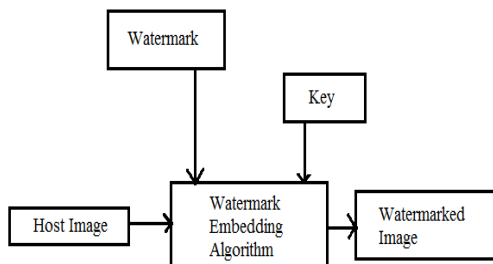 Watermark
Key
Host Image
Watermark
Embedding
Algorithm
Watermarked
Image